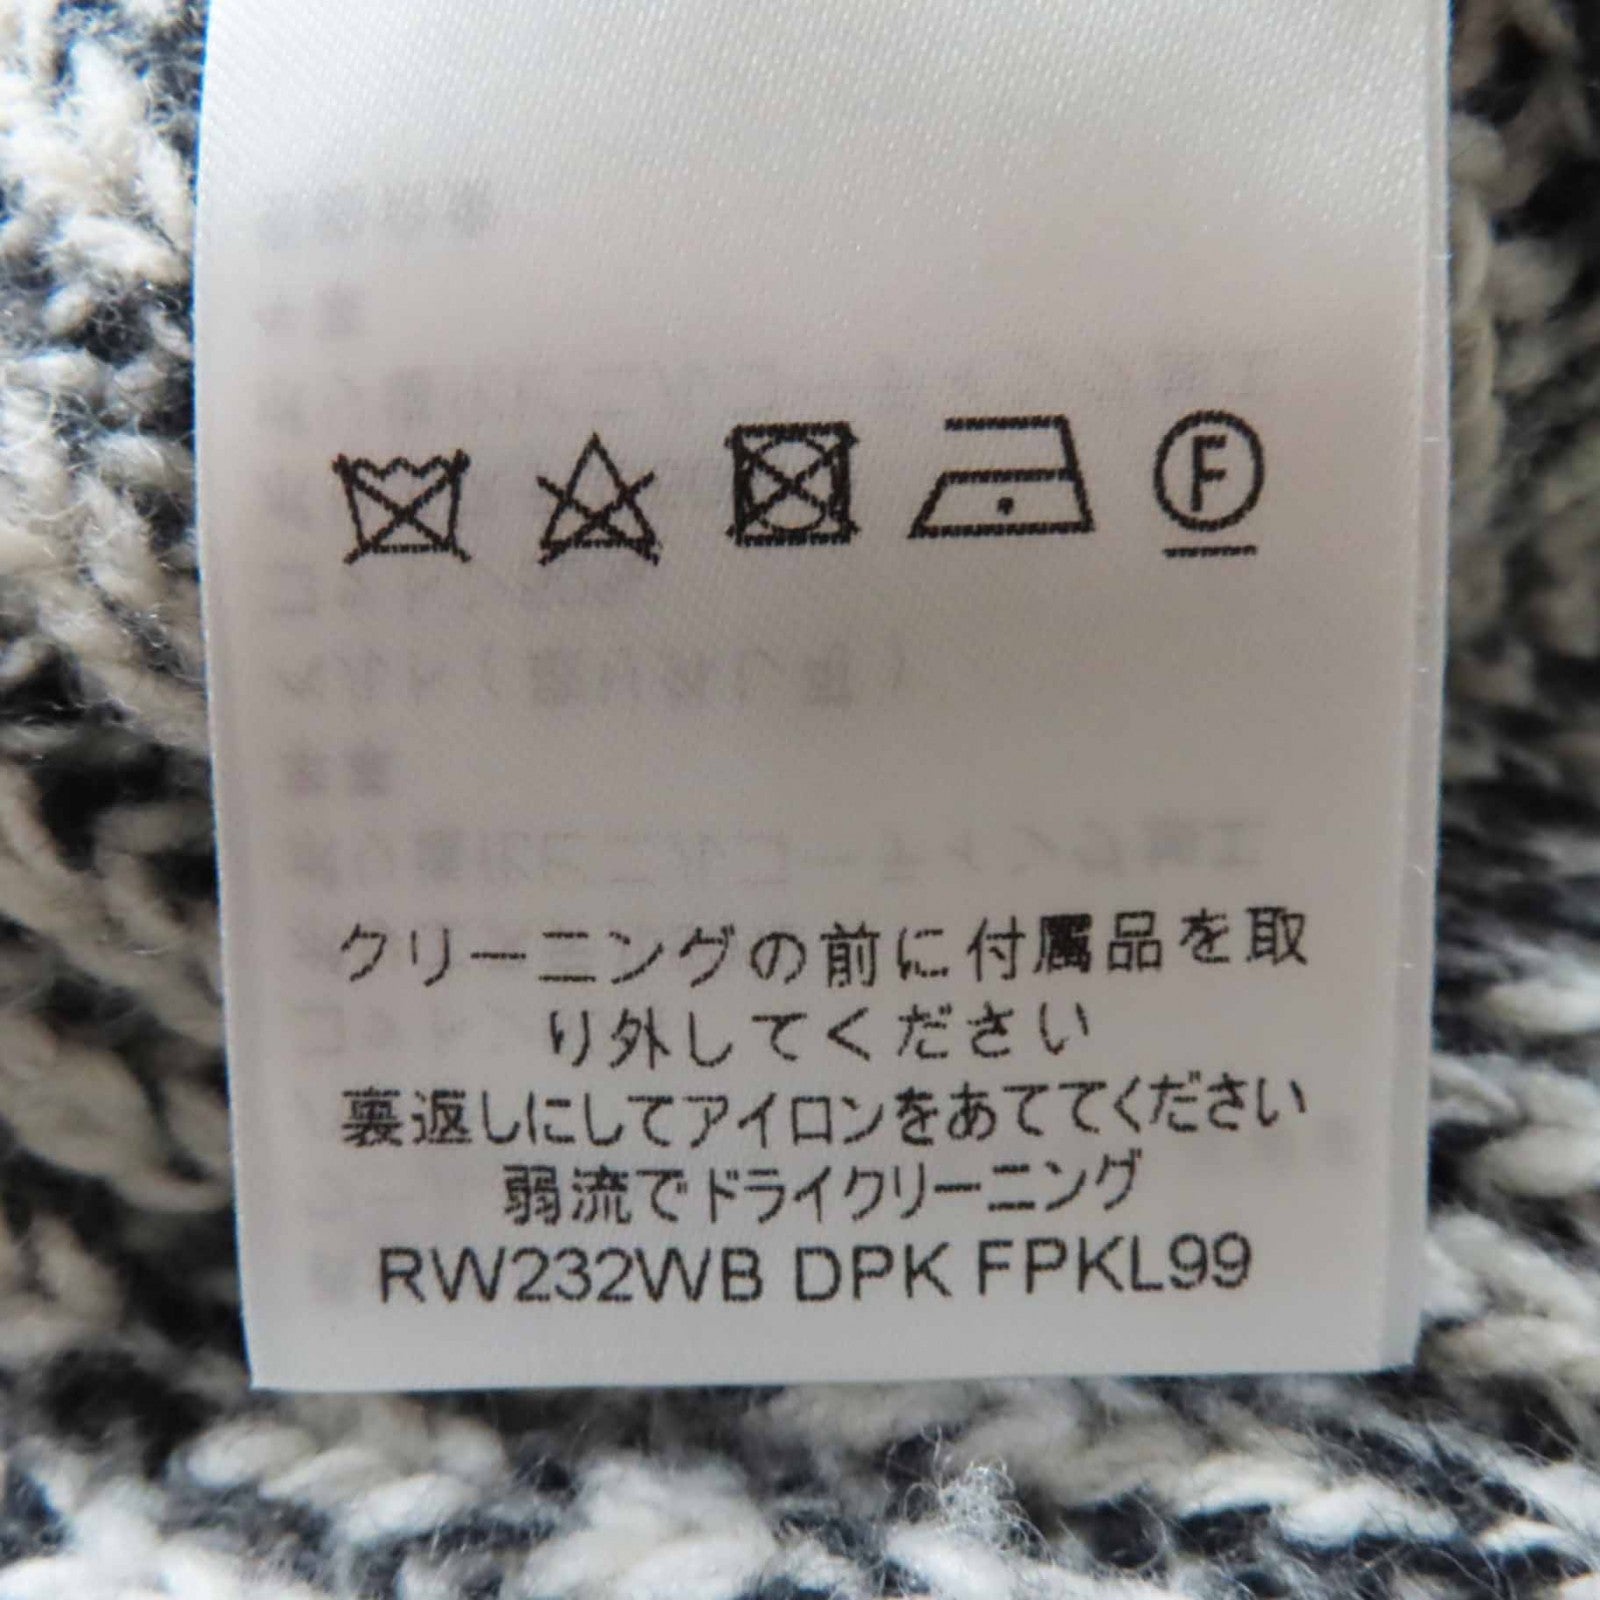 F
クリーニングの前に付属品を取
り外してください
裏返しにしてアイロンをあててください
弱流でドライクリーニング
RW232WB DPK FPKL99